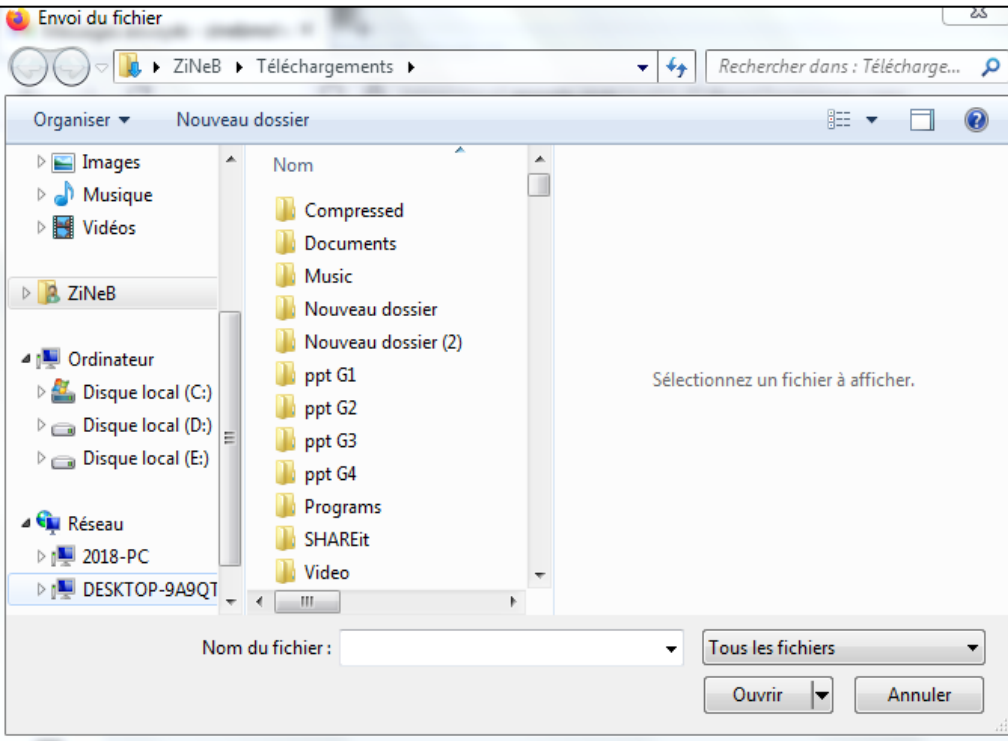 Envoi du fichier
ZiNeB Téléchargements
Rechercher dans : Télécharge...
Organiser Nouveau dossier
Images
Musique
Vidéos
ZiNeB
Ordinateur
Disque local (C:)
Disque local (D:)
Disque local (E:)
Réseau
2018-PC
DESKTOP-9A9QT
Nom
Compressed
Documents
Music
Nouveau dossier
Nouveau dossier (2)
ppt G1
ppt G2
ppt G3
ppt G4
Programs
SHAREit
Video
Sélectionnez un fichier à afficher.
Nom du fichier :
Tous les fichiers
Ouvrir
Annuler